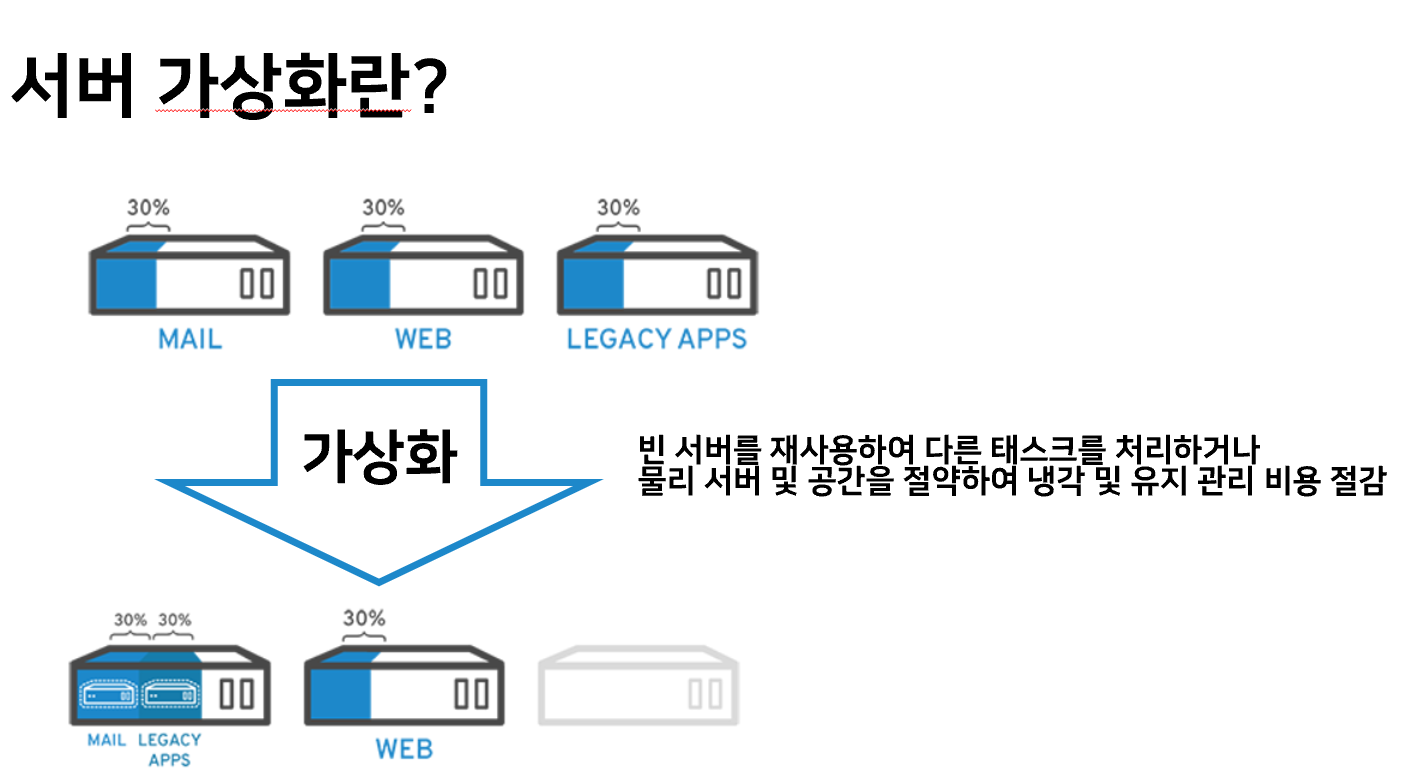 서버 가상화란?
30%
30%
30%
MAIL
WEB
LEGACY APPS
가상화
빈 서버를 재사용하여 다른 태스크를 처리하거나
물리 서버 및 공간을 절약하여 냉각 및 유지 관리 비용 절감
30%
30%
30%
MAIL
LEGACY
APPS
WEB